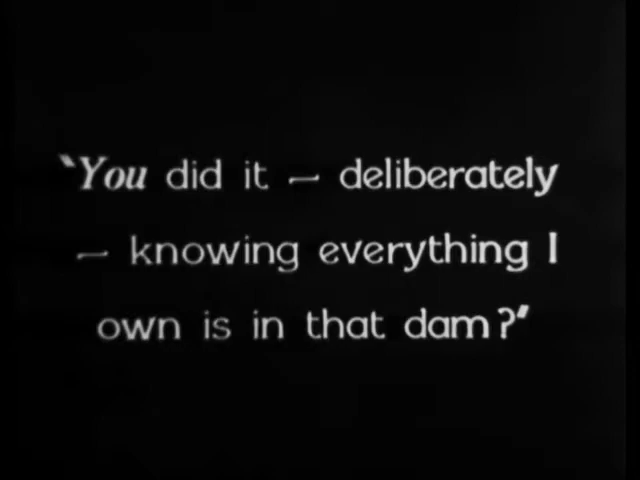 "You did it — deliberately
— knowing everything I
own is in that dam?"